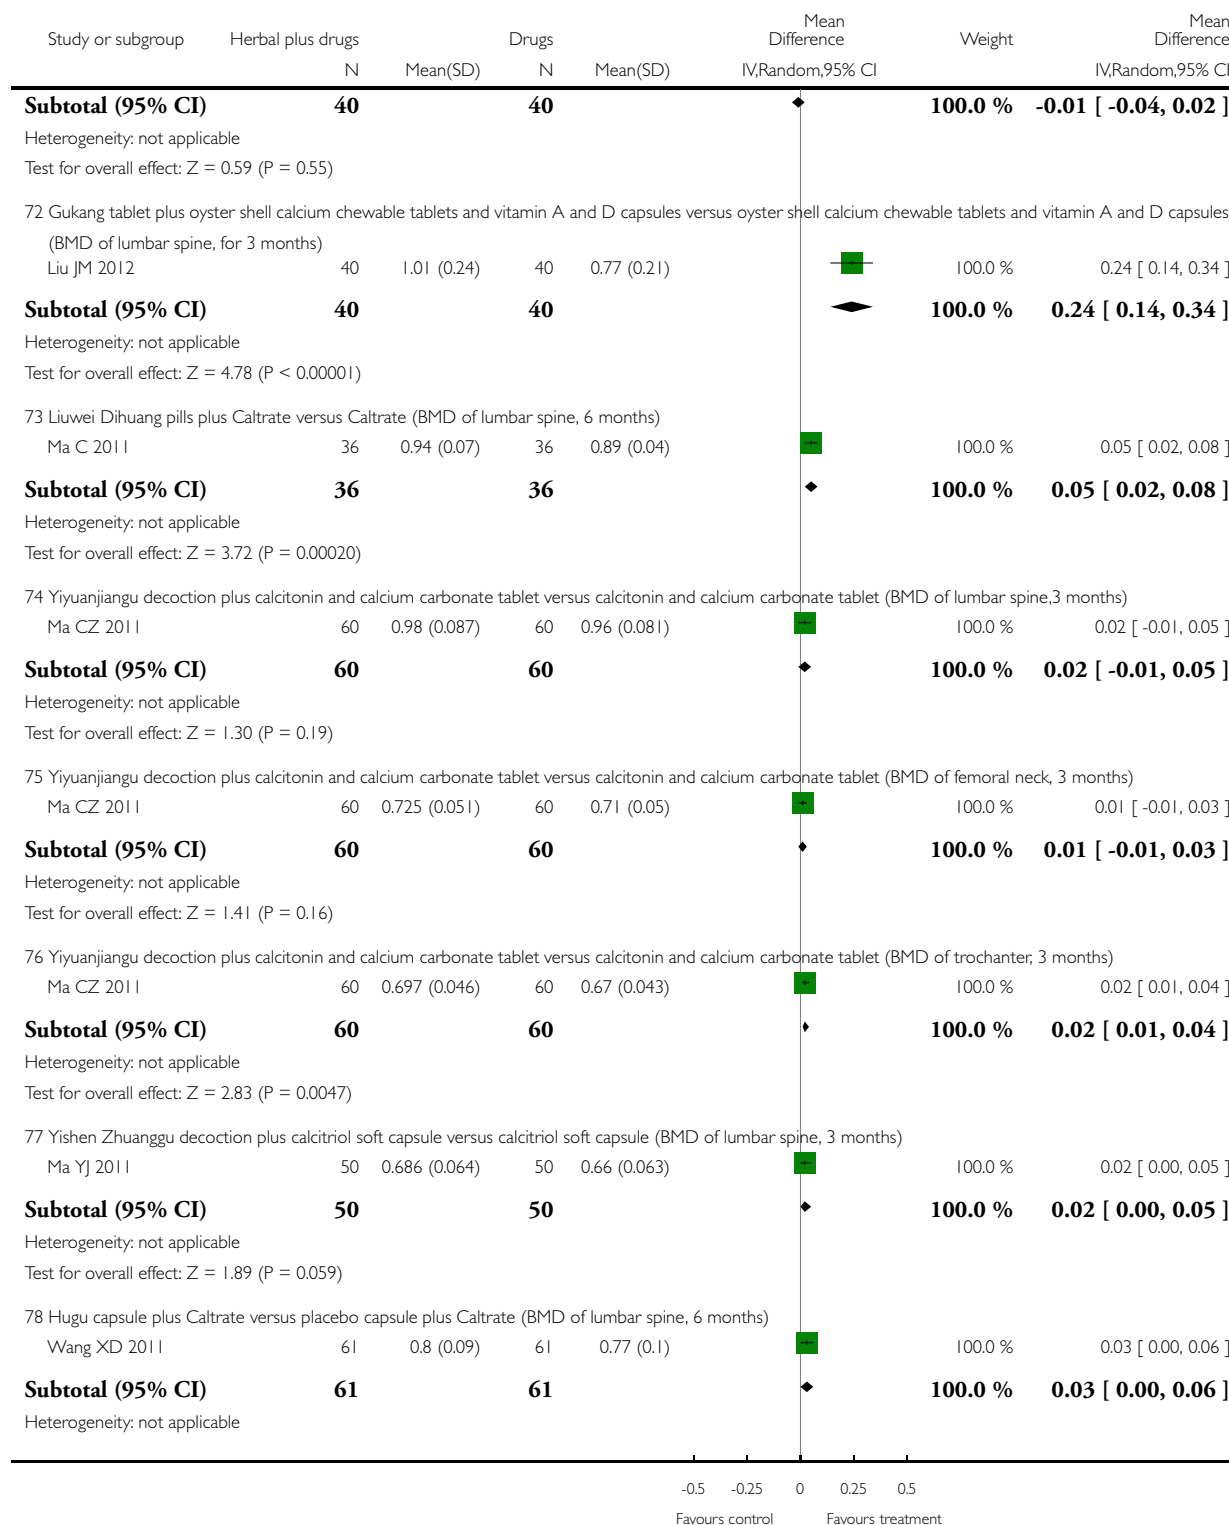 Study or subgroup Herbal plus drugs Drugs Mean Difference Weight Mean Difference
N Mean(SD) N Mean(SD) IV,Random,95% CI IV,Random,95% CI
Subtotal (95% CI) 40 40 100.0 % -0.01 [ -0.04, 0.02 ]
Heterogeneity: not applicable
Test for overall effect: Z = 0.59 (P = 0.55)
72 Gukang tablet plus oyster shell calcium chewable tablets and vitamin A and D capsules versus oyster shell calcium chewable tablets and vitamin A and D capsules
(BMD of lumbar spine, for 3 months)
Liu JM 2012 40 1.01 (0.24) 40 0.77 (0.21) 100.0 % 0.24 [ 0.14, 0.34 ]
Subtotal (95% CI) 40 40 100.0 % 0.24 [ 0.14, 0.34 ]
Heterogeneity: not applicable
Test for overall effect: Z = 4.78 (P < 0.00001)
73 Liuwei Dihuang pills plus Caltrate versus Caltrate (BMD of lumbar spine, 6 months)
Ma C 2011 36 0.94 (0.07) 36 0.89 (0.04) 100.0 % 0.05 [ 0.02, 0.08 ]
Subtotal (95% CI) 36 36 100.0 % 0.05 [ 0.02, 0.08 ]
Heterogeneity: not applicable
Test for overall effect: Z = 3.72 (P = 0.00020)
74 Yiyuanjiangu decoction plus calcitonin and calcium carbonate tablet versus calcitonin and calcium carbonate tablet (BMD of lumbar spine,3 months)
Ma CZ 2011 60 0.98 (0.087) 60 0.96 (0.081) 100.0 % 0.02 [ -0.01, 0.05 ]
Subtotal (95% CI) 60 60 100.0 % 0.02 [ -0.01, 0.05 ]
Heterogeneity: not applicable
Test for overall effect: Z = 1.30 (P = 0.19)
75 Yiyuanjiangu decoction plus calcitonin and calcium carbonate tablet versus calcitonin and calcium carbonate tablet (BMD of femoral neck, 3 months)
Ma CZ 2011 60 0.725 (0.051) 60 0.71 (0.05) 100.0 % 0.01 [ -0.01, 0.03 ]
Subtotal (95% CI) 60 60 100.0 % 0.01 [ -0.01, 0.03 ]
Heterogeneity: not applicable
Test for overall effect: Z = 1.41 (P = 0.16)
76 Yiyuanjiangu decoction plus calcitonin and calcium carbonate tablet versus calcitonin and calcium carbonate tablet (BMD of trochanter, 3 months)
Ma CZ 2011 60 0.697 (0.046) 60 0.67 (0.043) 100.0 % 0.02 [ 0.01, 0.04 ]
Subtotal (95% CI) 60 60 100.0 % 0.02 [ 0.01, 0.04 ]
Heterogeneity: not applicable
Test for overall effect: Z = 2.83 (P = 0.0047)
77 Yishen Zhuanggu decoction plus calcitriol soft capsule versus calcitriol soft capsule (BMD of lumbar spine, 3 months)
Ma YJ 2011 50 0.686 (0.064) 50 0.66 (0.063) 100.0 % 0.02 [ 0.00, 0.05 ]
Subtotal (95% CI) 50 50 100.0 % 0.02 [ 0.00, 0.05 ]
Heterogeneity: not applicable
Test for overall effect: Z = 1.89 (P = 0.059)
78 Hugu capsule plus Caltrate versus placebo capsule plus Caltrate (BMD of lumbar spine, 6 months)
Wang XD 2011 61 0.8 (0.09) 61 0.77 (0.1) 100.0 % 0.03 [ 0.00, 0.06 ]
Subtotal (95% CI) 61 61 100.0 % 0.03 [ 0.00, 0.06 ]
Heterogeneity: not applicable
-0.5 -0.25 0 0.25 0.5
Favours control Favours treatment